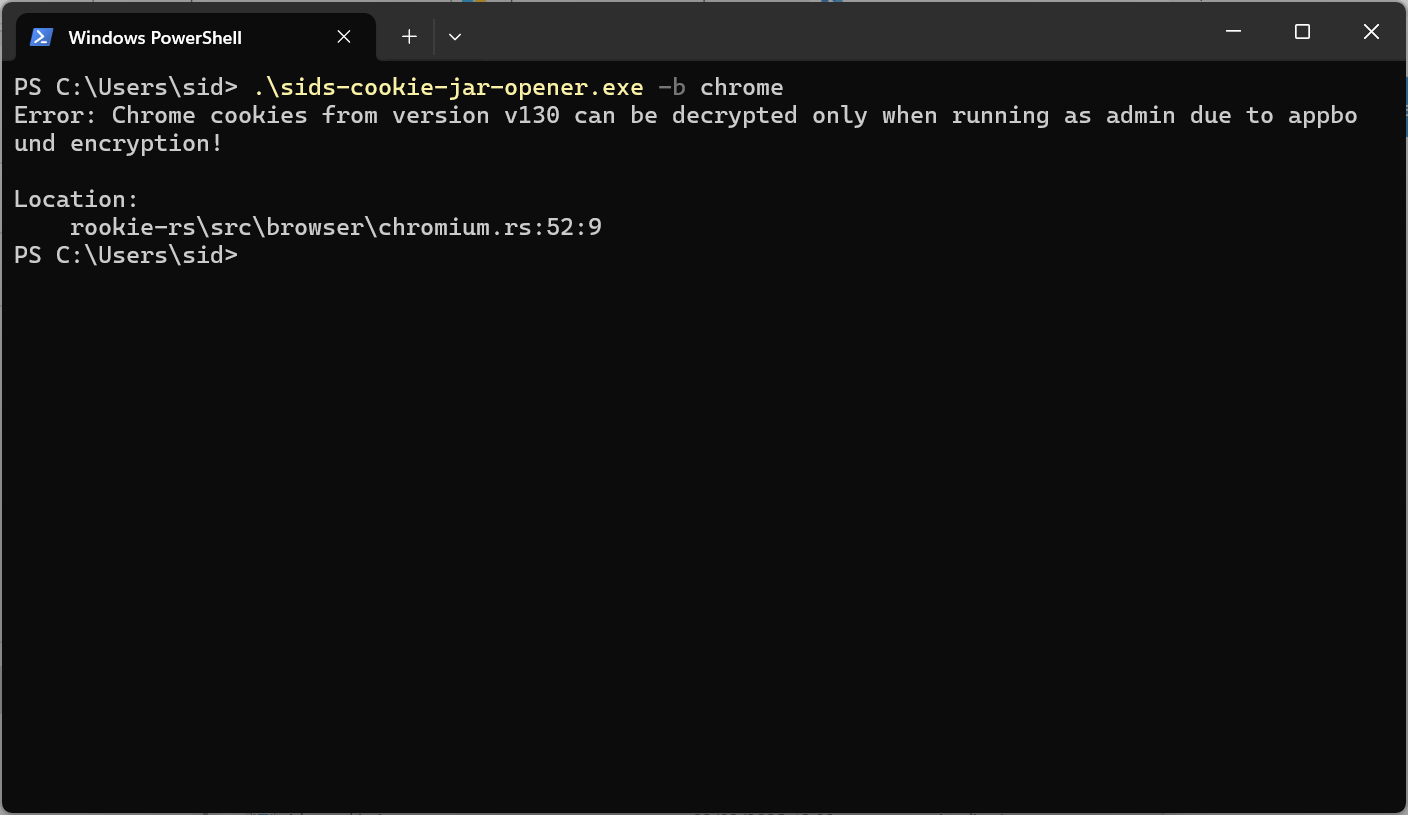 Windows PowerShell
PS C:\Users\sid> .\sids-cookie-jar-opener.exe -b chrome
Error: Chrome cookies from version v130 can be decrypted only when running as admin due to appbo
und encryption!
Location:
rookie-rs\src\browser\chromium.rs:52:9
PS C:\Users\sid>